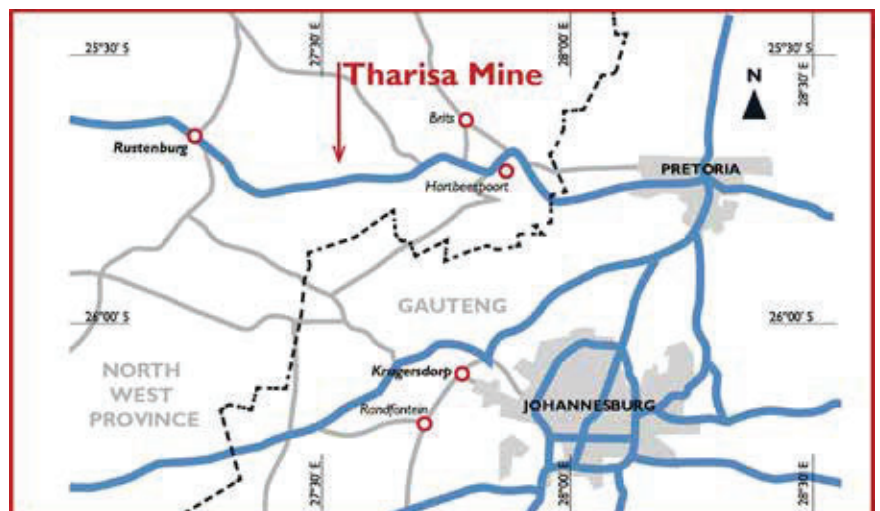 25°30' S
27°30' E
28°00' E
25°30' S
28°30' E
N
Tharisa Mine
Brits
Rustenburg
PRETORIA
Hartbeespoort
GAUTENG
26°00' S
26°00' S
NORTH
WEST
PROVINCE
Krugersdorp
Randfontein
JOHANNESBURG
27°30' E
28°00' E
28°30' E